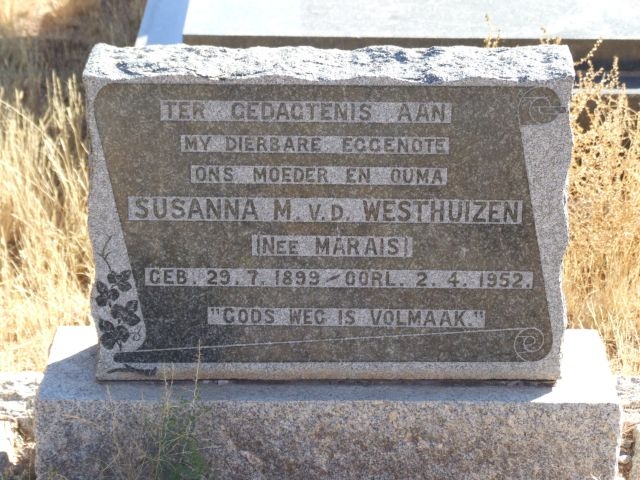 TER GEDAGTENIS AAN
MY DIERBARE EGGENOTE
ONS MOEDER EN OUMA
SUSANNA M. V.D. WESTHUIZEN
(NEE MARAIS)
GEB. 29.7.1899 – OORL. 2.4.1952.
"GODS WEG IS VOLMAAK."